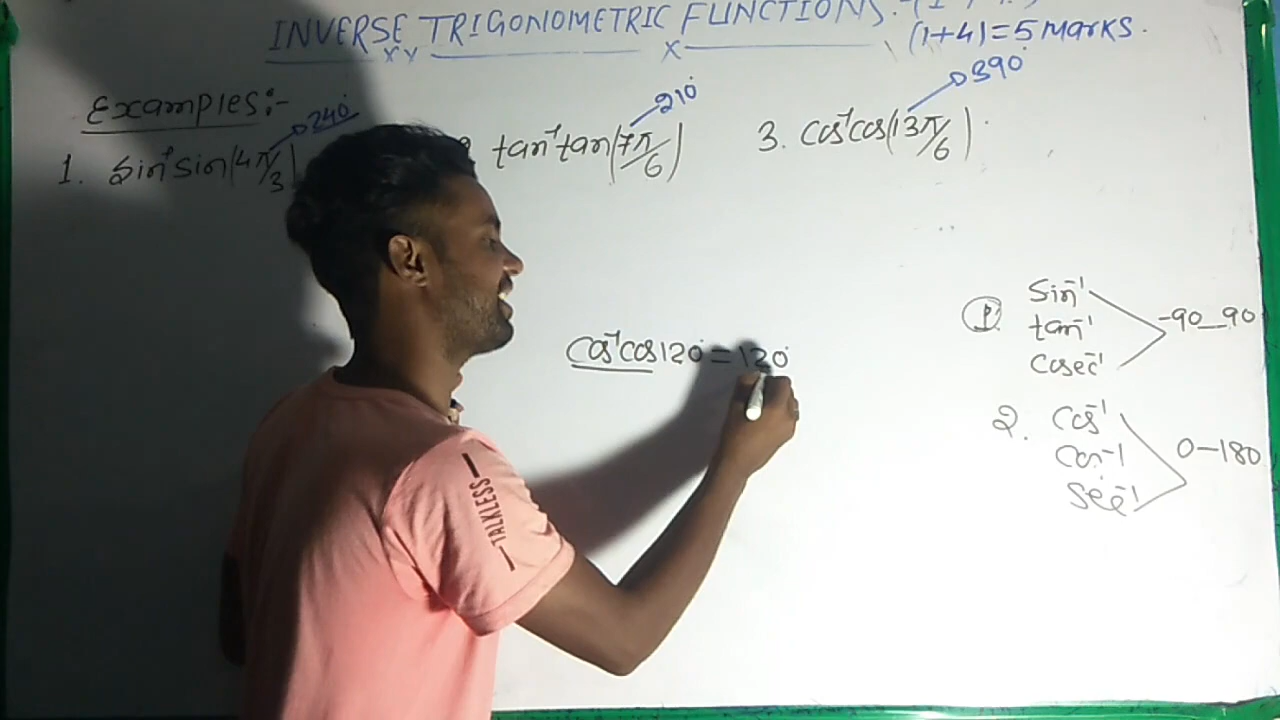 INVERSE TRIGONOMETRIC FUNCTIONS.
(1+4)=5 Marks.
Examples:-
240°
210°
390°
1. Sin⁻¹sin(4π/3)
tan⁻¹tan(7π/6)
3. cos⁻¹cos(13π/6).
Cos⁻¹cos120°=120°
1. Sin⁻¹
tan⁻¹
Cosec⁻¹
-90_90
2. Cos⁻¹
Cot⁻¹
Sec⁻¹
0-180
TALKLESS